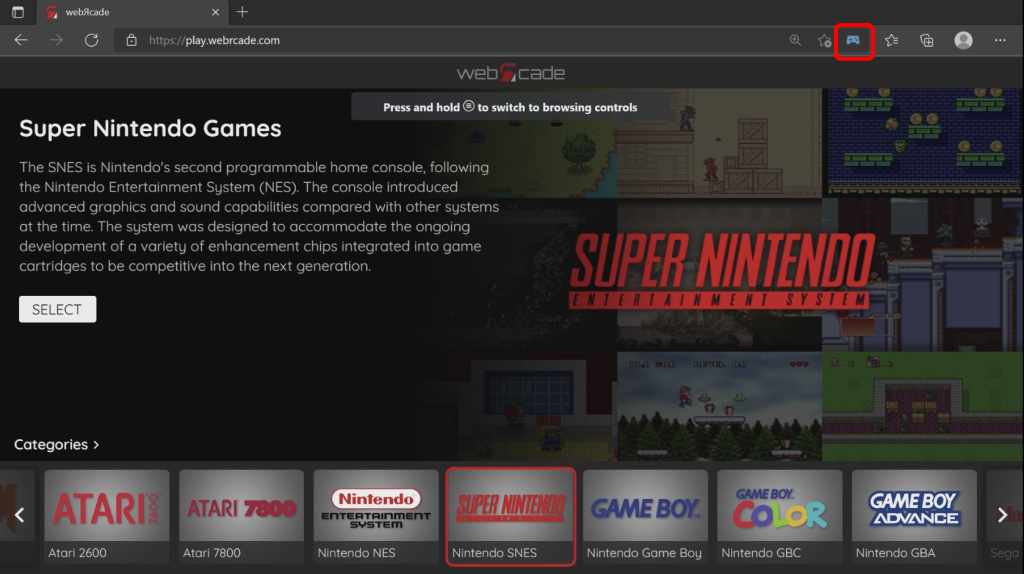 webЯcade
https://play.webrcade.com
webRcade
Press and hold to switch to browsing controls
Super Nintendo Games
The SNES is Nintendo's second programmable home console, following
the Nintendo Entertainment System (NES). The console introduced
advanced graphics and sound capabilities compared with other systems
at the time. The system was designed to accommodate the ongoing
development of a variety of enhancement chips integrated into game
cartridges to be competitive into the next generation.
SELECT
SUPER NINTENDO
ENTERTAINMENT SYSTEM
Categories
ATARI 2600
ATARI 7800
Nintendo
ENTERTAINMENT
SYSTEM
SUPER NINTENDO
GAME BOY
GAME BOY
COLOR
GAME BOY
ADVANCE
Atari 2600
Atari 7800
Nintendo NES
Nintendo SNES
Nintendo Game Boy
Nintendo GBC
Nintendo GBA
Sega